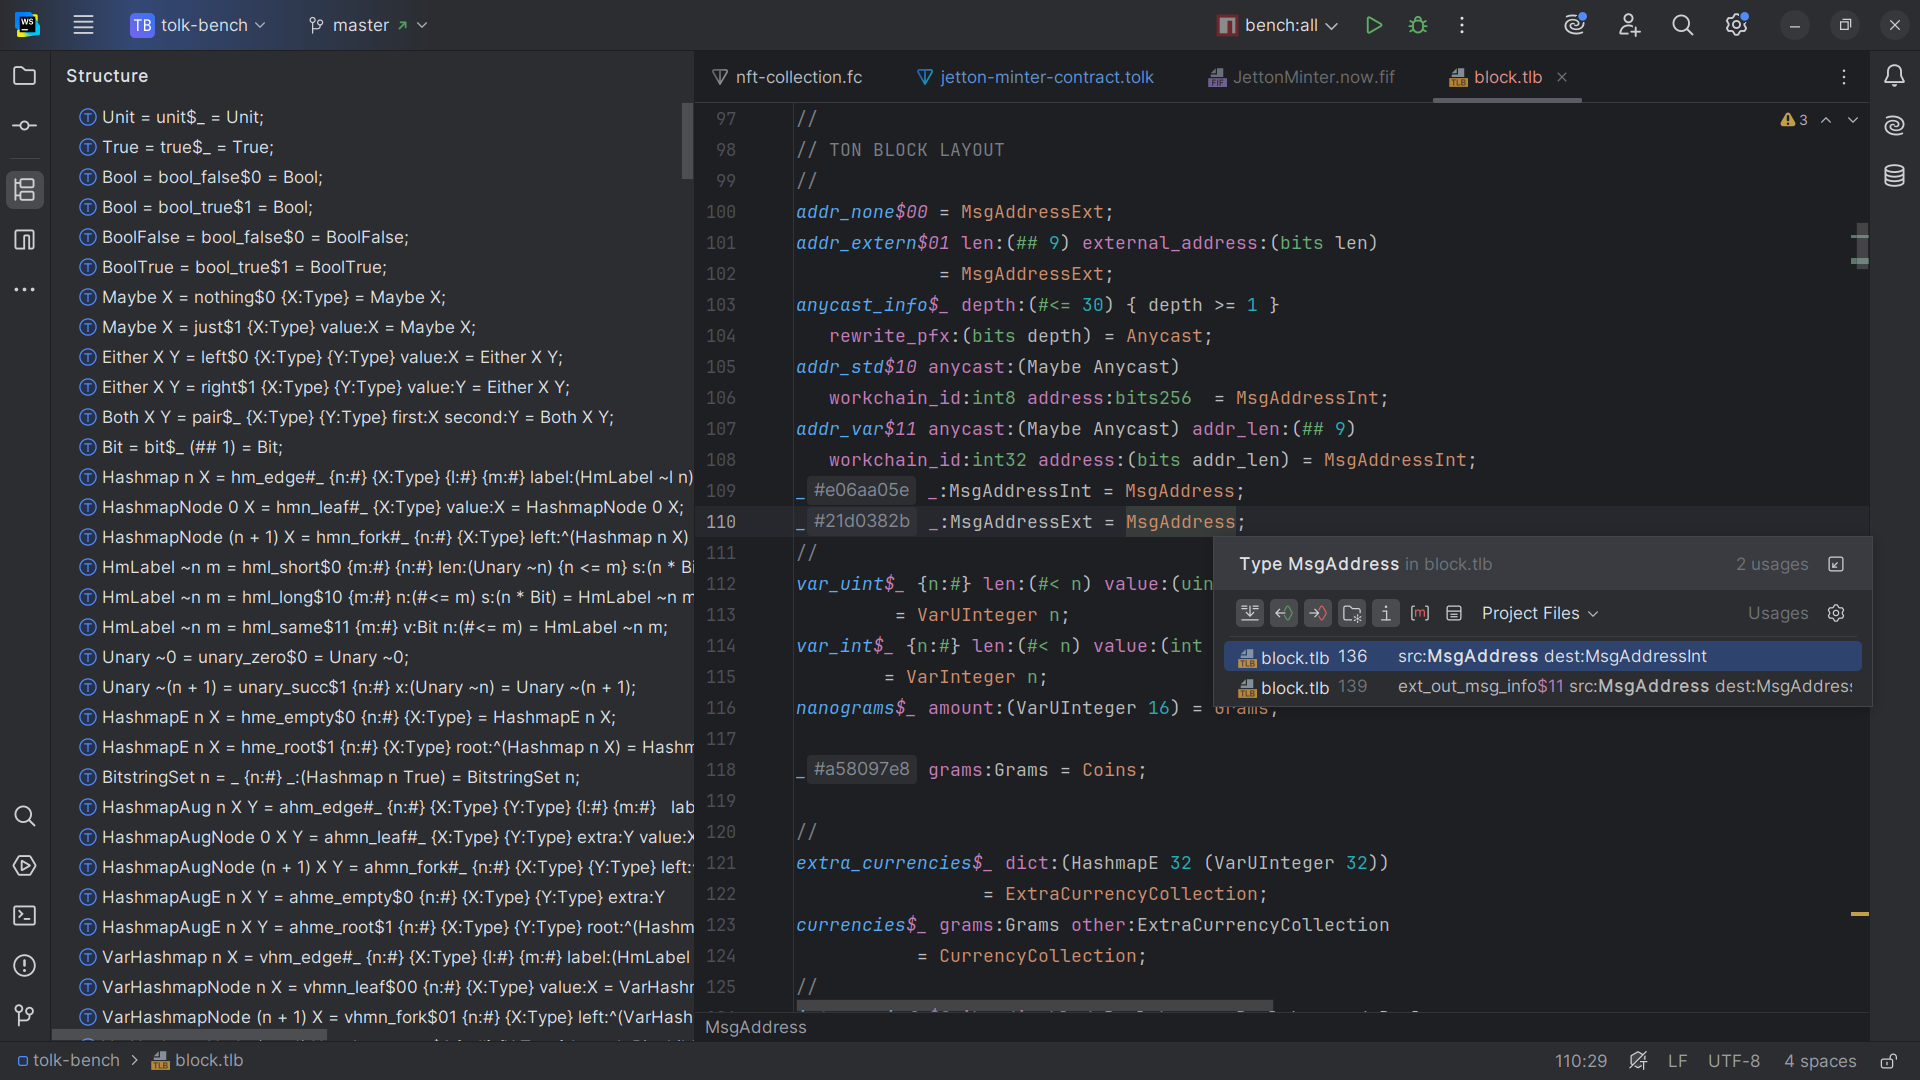 WS
TB tolk-bench
master
bench:all
Structure
Unit = unit$_ = Unit;
True = true$_ = True;
Bool = bool_false$0 = Bool;
Bool = bool_true$1 = Bool;
BoolFalse = bool_false$0 = BoolFalse;
BoolTrue = bool_true$1 = BoolTrue;
Maybe X = nothing$0 {X:Type} = Maybe X;
Maybe X = just$1 {X:Type} value:X = Maybe X;
Either X Y = left$0 {X:Type} {Y:Type} value:X = Either X Y;
Either X Y = right$1 {X:Type} {Y:Type} value:Y = Either X Y;
Both X Y = pair$_ {X:Type} {Y:Type} first:X second:Y = Both X Y;
Bit = bit$_ (## 1) = Bit;
Hashmap n X = hm_edge#_ {n:#} {X:Type} {l:#} {m:#} label:(HmLabel ~l n)
HashmapNode 0 X = hmn_leaf#_ {X:Type} value:X = HashmapNode 0 X;
HashmapNode (n + 1) X = hmn_fork#_ {n:#} {X:Type} left:^(Hashmap n X)
HmLabel ~n m = hml_short$0 {m:#} {n:#} len:(Unary ~n) {n <= m} s:(n * Bi
HmLabel ~n m = hml_long$10 {m:#} n:(#<= m) s:(n * Bit) = HmLabel ~n m
HmLabel ~n m = hml_same$11 {m:#} v:Bit n:(#<= m) = HmLabel ~n m;
Unary ~0 = unary_zero$0 = Unary ~0;
Unary ~(n + 1) = unary_succ$1 {n:#} x:(Unary ~n) = Unary ~(n + 1);
HashmapE n X = hme_empty$0 {n:#} {X:Type} = HashmapE n X;
HashmapE n X = hme_root$1 {n:#} {X:Type} root:^(Hashmap n X) = Hashm
BitstringSet n = _ {n:#} _:(Hashmap n True) = BitstringSet n;
HashmapAug n X Y = ahm_edge#_ {n:#} {X:Type} {Y:Type} {l:#} {m:#} lab
HashmapAugNode 0 X Y = ahmn_leaf#_ {X:Type} {Y:Type} extra:Y value:X
HashmapAugNode (n + 1) X Y = ahmn_fork#_ {n:#} {X:Type} {Y:Type} left:
HashmapAugE n X Y = ahme_empty$0 {n:#} {X:Type} {Y:Type} extra:Y
HashmapAugE n X Y = ahme_root$1 {n:#} {X:Type} {Y:Type} root:^(Hashm
VarHashmap n X = vhm_edge#_ {n:#} {X:Type} {l:#} {m:#} label:(HmLabel
VarHashmapNode n X = vhmn_leaf$00 {n:#} {X:Type} value:X = VarHashm
VarHashmapNode (n + 1) X = vhmn_fork$01 {n:#} {X:Type} left:^(VarHash
nft-collection.fc
jetton-minter-contract.tolk
FIF JettonMinter.now.fif
TLB block.tlb
3
97 //
98 // TON BLOCK LAYOUT
99 //
100 addr_none$00 = MsgAddressExt;
101 addr_extern$01 len:(## 9) external_address:(bits len)
102 = MsgAddressExt;
103 anycast_info$_ depth:(#<= 30) { depth >= 1 }
104 rewrite_pfx:(bits depth) = Anycast;
105 addr_std$10 anycast:(Maybe Anycast)
106 workchain_id:int8 address:bits256 = MsgAddressInt;
107 addr_var$11 anycast:(Maybe Anycast) addr_len:(## 9)
108 workchain_id:int32 address:(bits addr_len) = MsgAddressInt;
109 _ #e06aa05e _:MsgAddressInt = MsgAddress;
110 _ #21d0382b _:MsgAddressExt = MsgAddress;
111 //
112 var_uint$_ {n:#} len:(#< n) value:(uin
113 = VarUInteger n;
114 var_int$_ {n:#} len:(#< n) value:(int
115 = VarInteger n;
116 nanograms$_ amount:(VarUInteger 16) = Grams;
117
118 _ #a58097e8 grams:Grams = Coins;
119
120 //
121 extra_currencies$_ dict:(HashmapE 32 (VarUInteger 32))
122 = ExtraCurrencyCollection;
123 currencies$_ grams:Grams other:ExtraCurrencyCollection
124 = CurrencyCollection;
125 //
Type MsgAddress in block.tlb 2 usages
Project Files Usages
TLB block.tlb 136 src:MsgAddress dest:MsgAddressInt
TLB block.tlb 139 ext_out_msg_info$11 src:MsgAddress dest:MsgAddres
MsgAddress
tolk-bench > TLB block.tlb
110:29 LF UTF-8 4 spaces